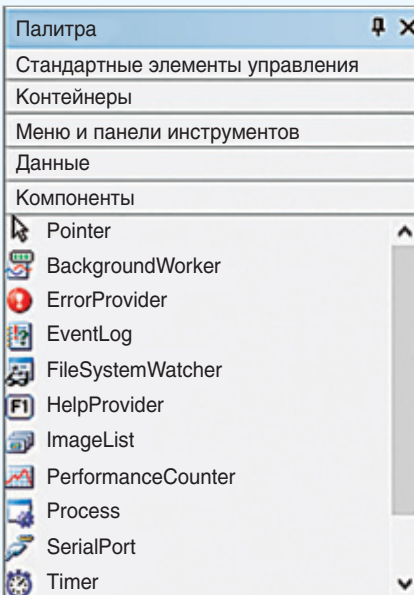 Палитра
Стандартные элементы управления
Контейнеры
Меню и панели инструментов
Данные
Компоненты
Pointer
BackgroundWorker
ErrorProvider
EventLog
FileSystemWatcher
F1 HelpProvider
ImageList
PerformanceCounter
Process
SerialPort
Timer